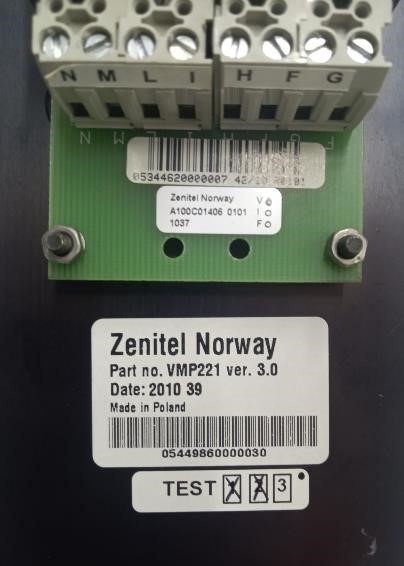 N M L I H F G
N M L I H F G
05344620000007 42/10 20101
Zenitel Norway V
A100C01406 0101 I
1037 F
Zenitel Norway
Part no. VMP221 ver. 3.0
Date: 2010 39
Made in Poland
05449860000030
TEST 3